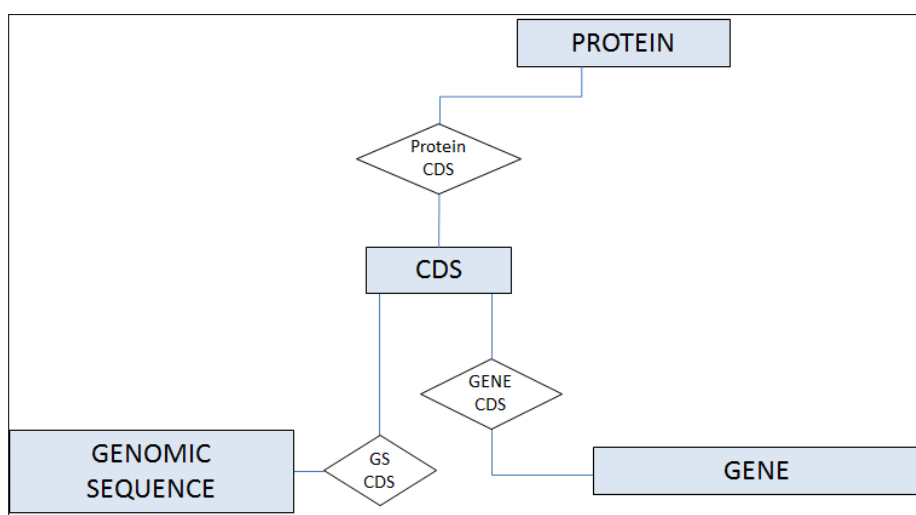 PROTEIN
Protein
CDS
CDS
GENE
CDS
GENOMIC
SEQUENCE
GS
CDS
GENE